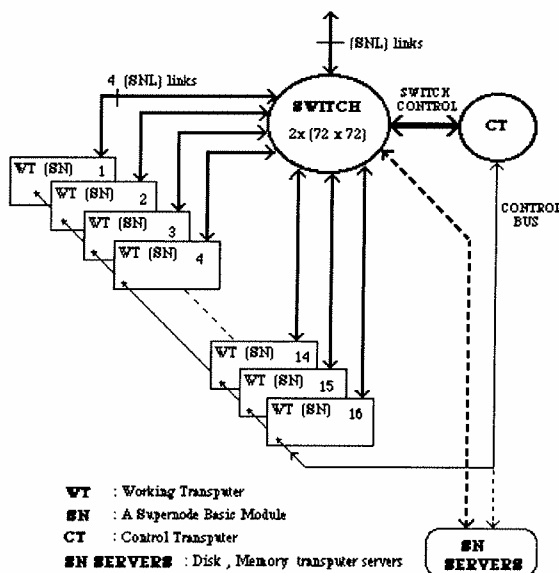 (SNL) links
4 (SNL) links
SWITCH
2x (72 x 72)
SWITCH
CONTROL
CT
WT (SN) 1
WT (SN) 2
WT (SN) 3
WT (SN) 4
CONTROL
BUS
WT (SN) 14
WT (SN) 15
WT (SN) 16
WT : Working Transputer
SN : A Supernode Basic Module
CT : Control Transputer
SN SERVERS : Disk , Memory transputer servers
SN
SERVERS